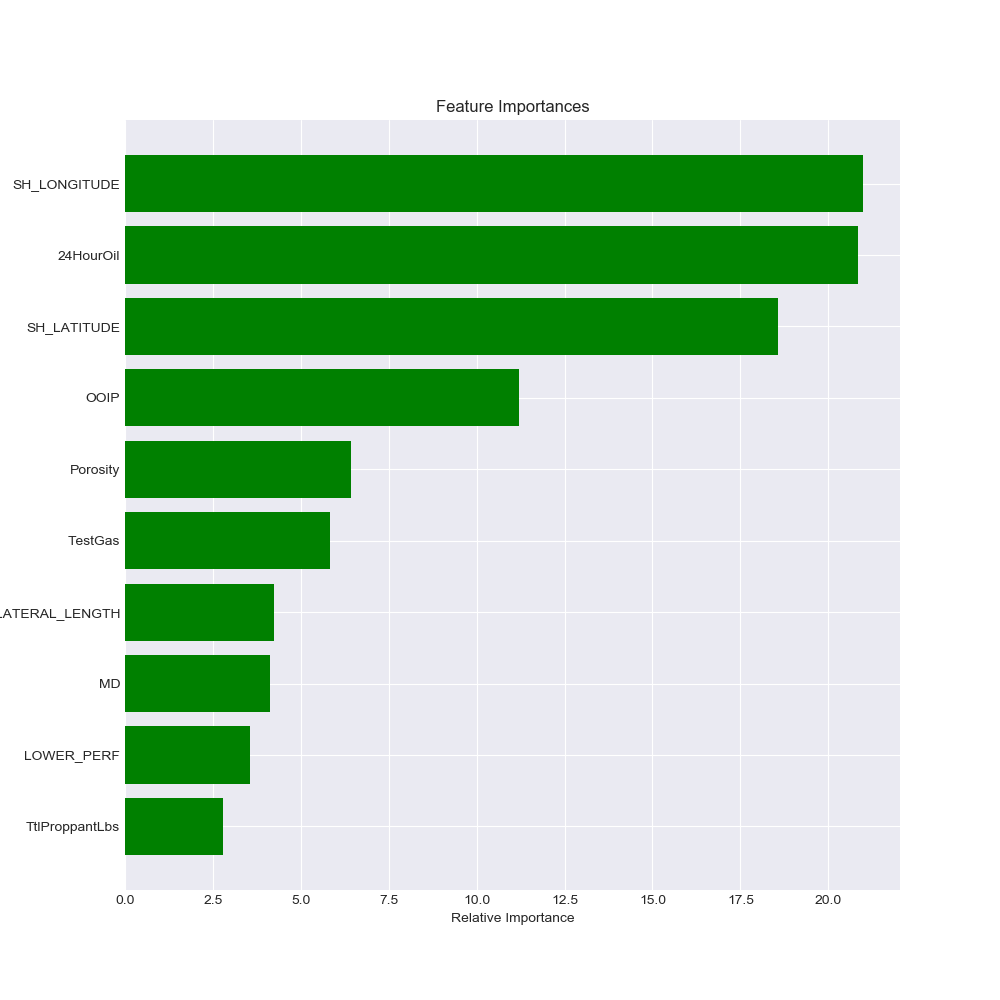 Feature Importances
SH_LONGITUDE
24HourOil
SH_LATITUDE
OOIP
Porosity
TestGas
LATERAL_LENGTH
MD
LOWER_PERF
TtlProppantLbs
0.0 2.5 5.0 7.5 10.0 12.5 15.0 17.5 20.0
Relative Importance